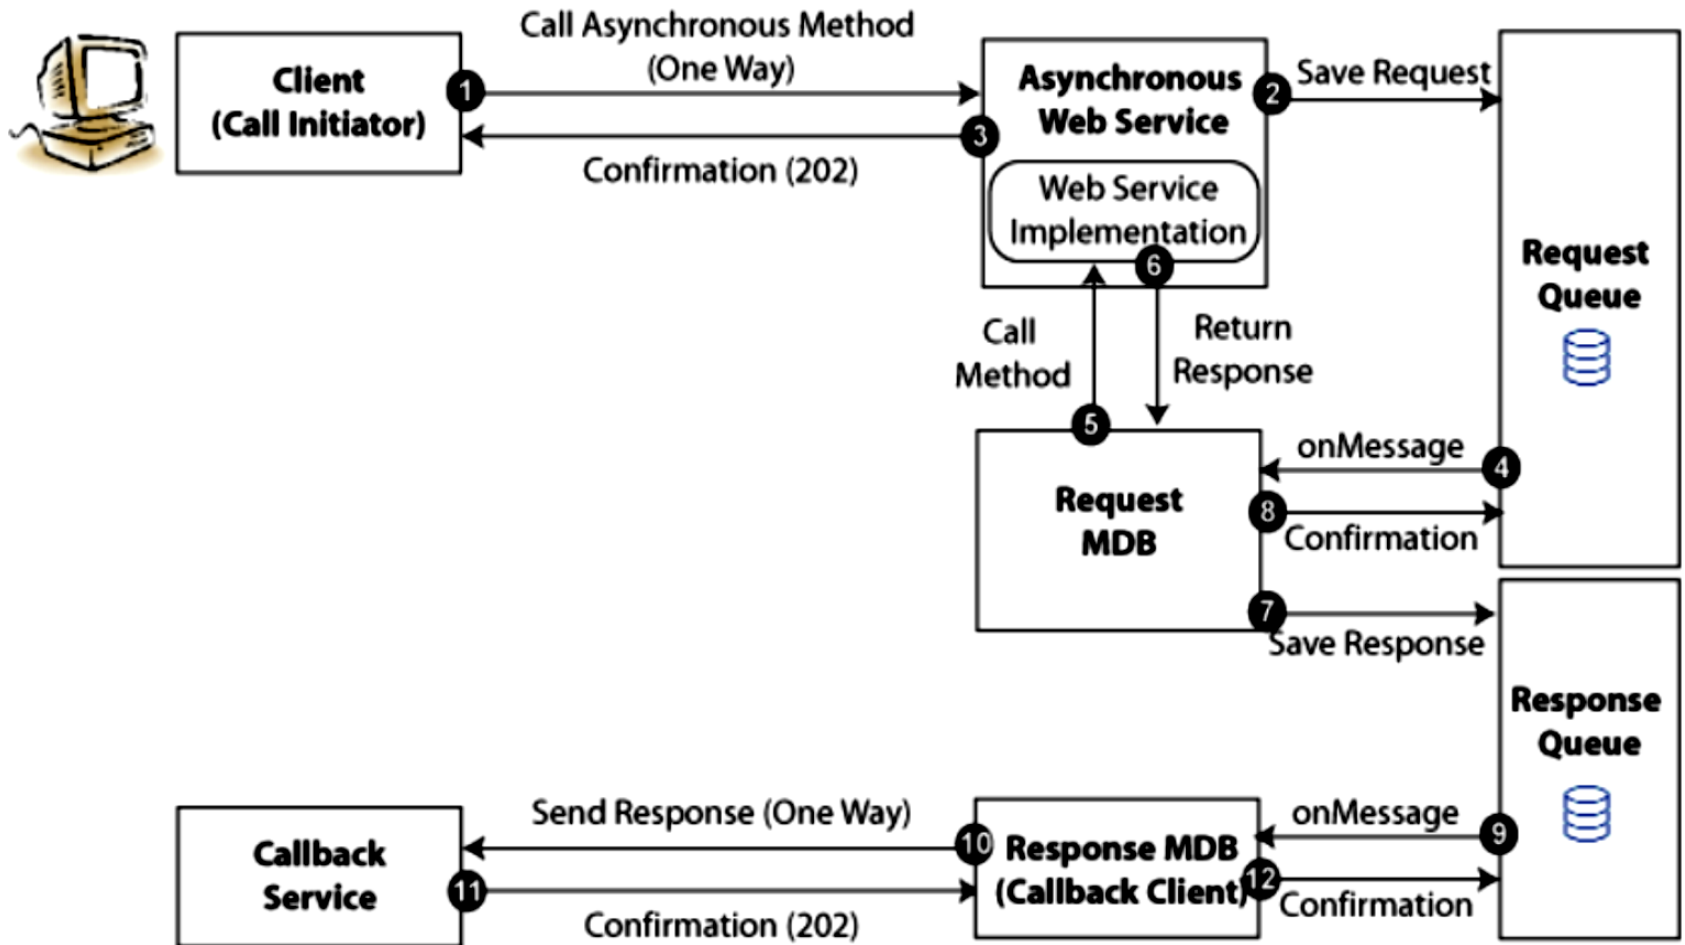 Call Asynchronous Method
(One Way)
Client
(Call Initiator)
1
3
Confirmation (202)
Asynchronous
Web Service
2
Save Request
Web Service
Implementation
6
Request
Queue
Call
Method
Return
Response
5
onMessage
4
Request
MDB
8
Confirmation
7
Save Response
Response
Queue
Send Response (One Way)
onMessage
9
Callback
Service
10
11
Response MDB
(Callback Client)
12
Confirmation
Confirmation (202)